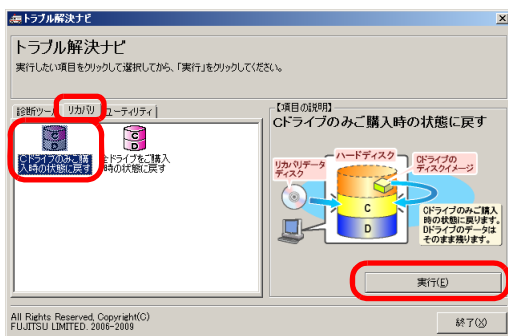 トラブル解決ナビ
トラブル解決ナビ
実行したい項目をクリックして選択してから、「実行」をクリックしてください。
診断ツール
リカバリ
ユーティリティ
Cドライブのみご購
入時の状態に戻す
全ドライブをご購入
時の状態に戻す
【項目の説明】
Cドライブのみご購入時の状態に戻す
リカバリデータ
ディスク
ハードディスク
Cドライブの
ディスクイメージ
C
D
Cドライブのみご購入
時の状態に戻ります。
Dドライブのデータは
そのまま残ります。
実行(E)
All Rights Reserved, Copyright(C)
FUJITSU LIMITED. 2006-2009
終了(X)